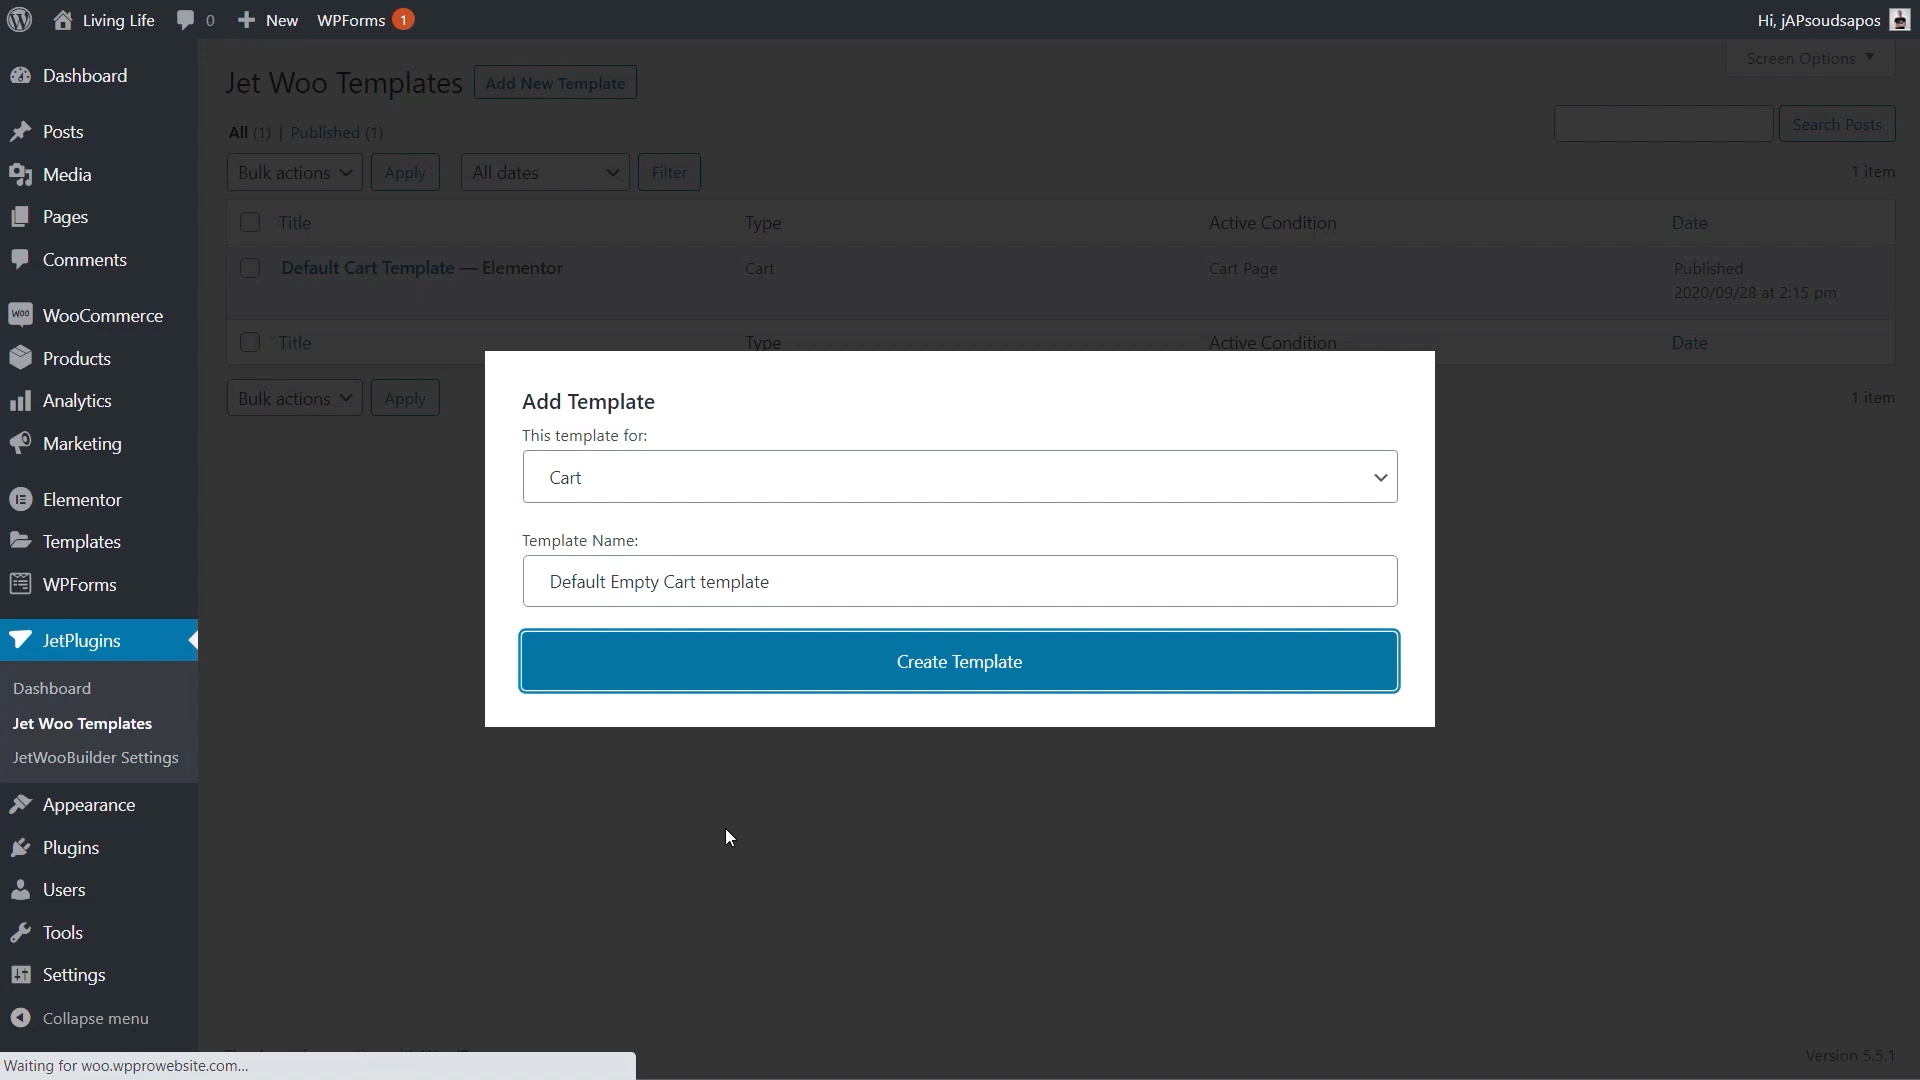 Living Life
0
New
WPForms
1
Hi, jAPsoudsapos
Dashboard
Posts
Media
Pages
Comments
WooCommerce
Products
Analytics
Marketing
Elementor
Templates
WPForms
JetPlugins
Dashboard
Jet Woo Templates
JetWooBuilder Settings
Appearance
Plugins
Users
Tools
Settings
Collapse menu
Screen Options
Jet Woo Templates
Add New Template
All (1) | Published (1)
Search Posts
Bulk actions
Apply
All dates
Filter
1 item
Title
Type
Active Condition
Date
Default Cart Template — Elementor
Cart
Cart Page
Published
2020/09/28 at 2:15 pm
Title
Type
Active Condition
Date
Bulk actions
Apply
1 item
Add Template
This template for:
Cart
Template Name:
Default Empty Cart template
Create Template
Waiting for woo.wpprowebsite.com...
Version 5.5.1